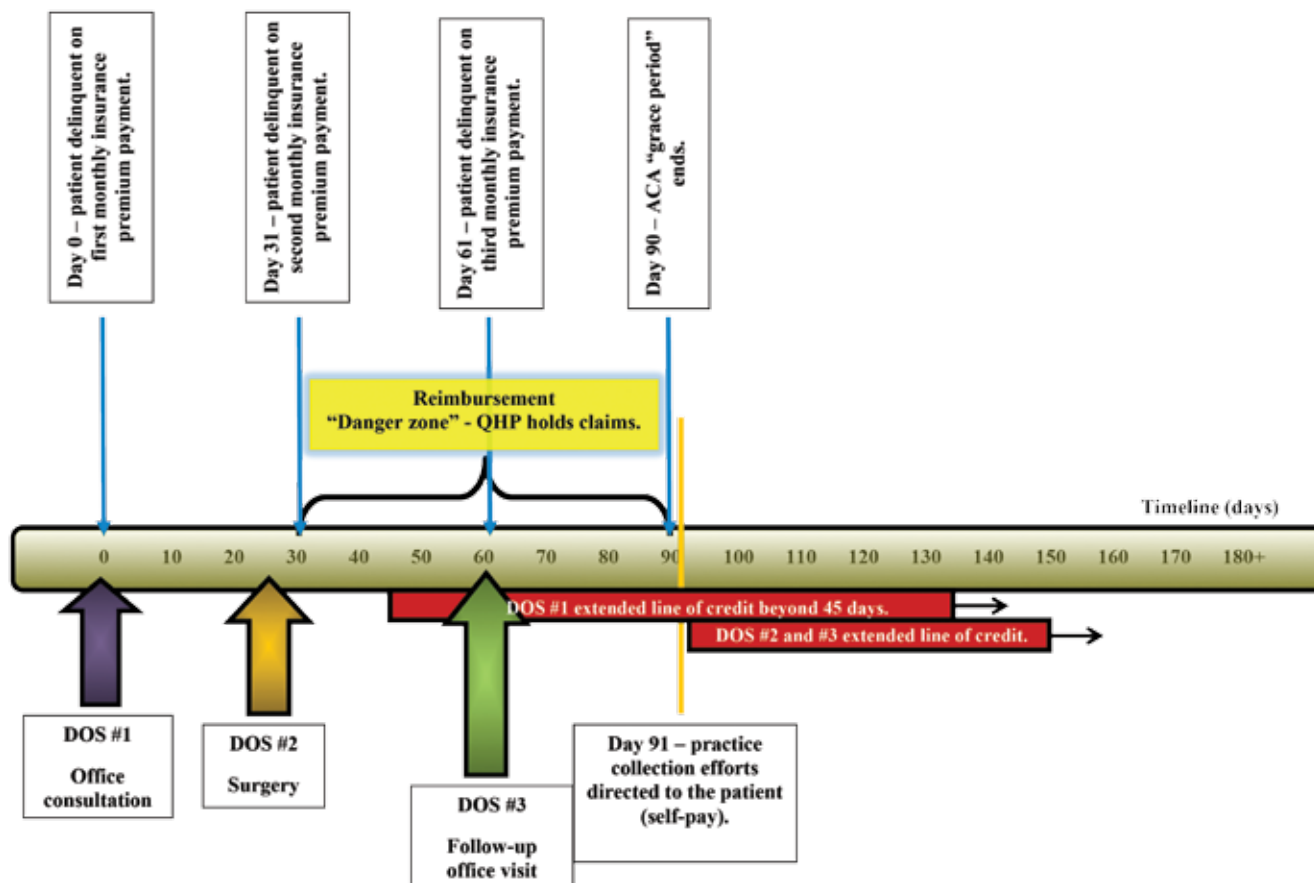 Day 0 – patient delinquent on
first monthly insurance
premium payment.
Day 31 – patient delinquent on
second monthly insurance
premium payment.
Day 61 – patient delinquent on
third monthly insurance
premium payment.
Day 90 – ACA “grace period”
ends.
Reimbursement
“Danger zone” - QHP holds claims.
Timeline (days)
0 10 20 30 40 50 60 70 80 90 100 110 120 130 140 150 160 170 180+
DOS #1 extended line of credit beyond 45 days.
DOS #2 and #3 extended line of credit.
DOS #1
Office
consultation
DOS #2
Surgery
DOS #3
Follow-up
office visit
Day 91 – practice
collection efforts
directed to the patient
(self-pay).